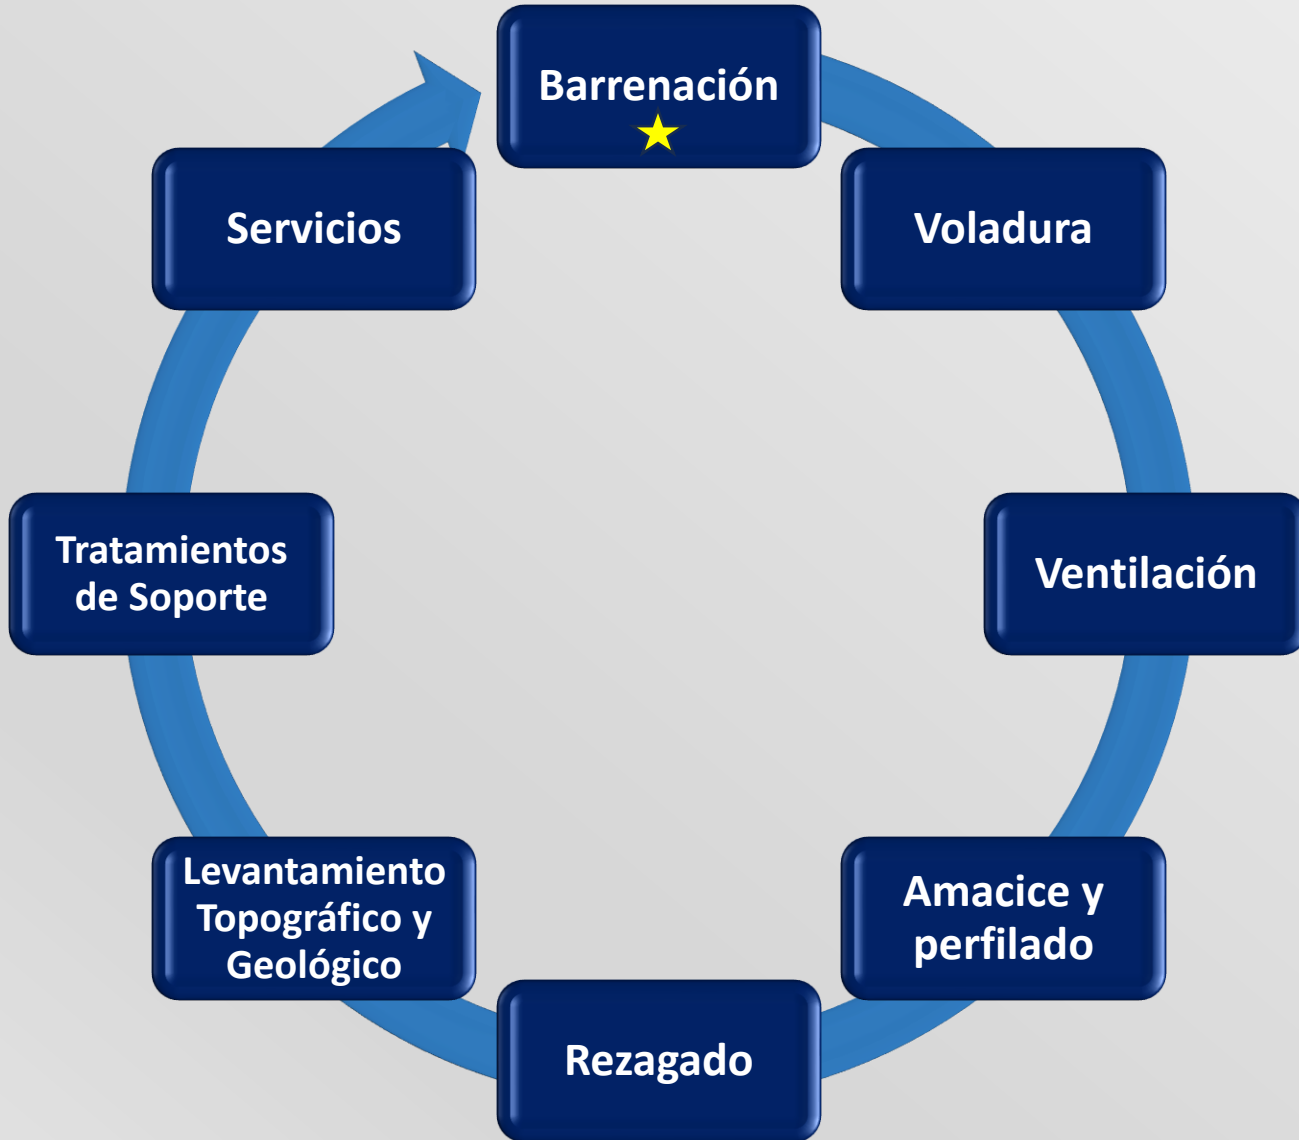 Barrenación
Voladura
Ventilación
Amacice y
perfilado
Rezagado
Levantamiento
Topográfico y
Geológico
Tratamientos
de Soporte
Servicios